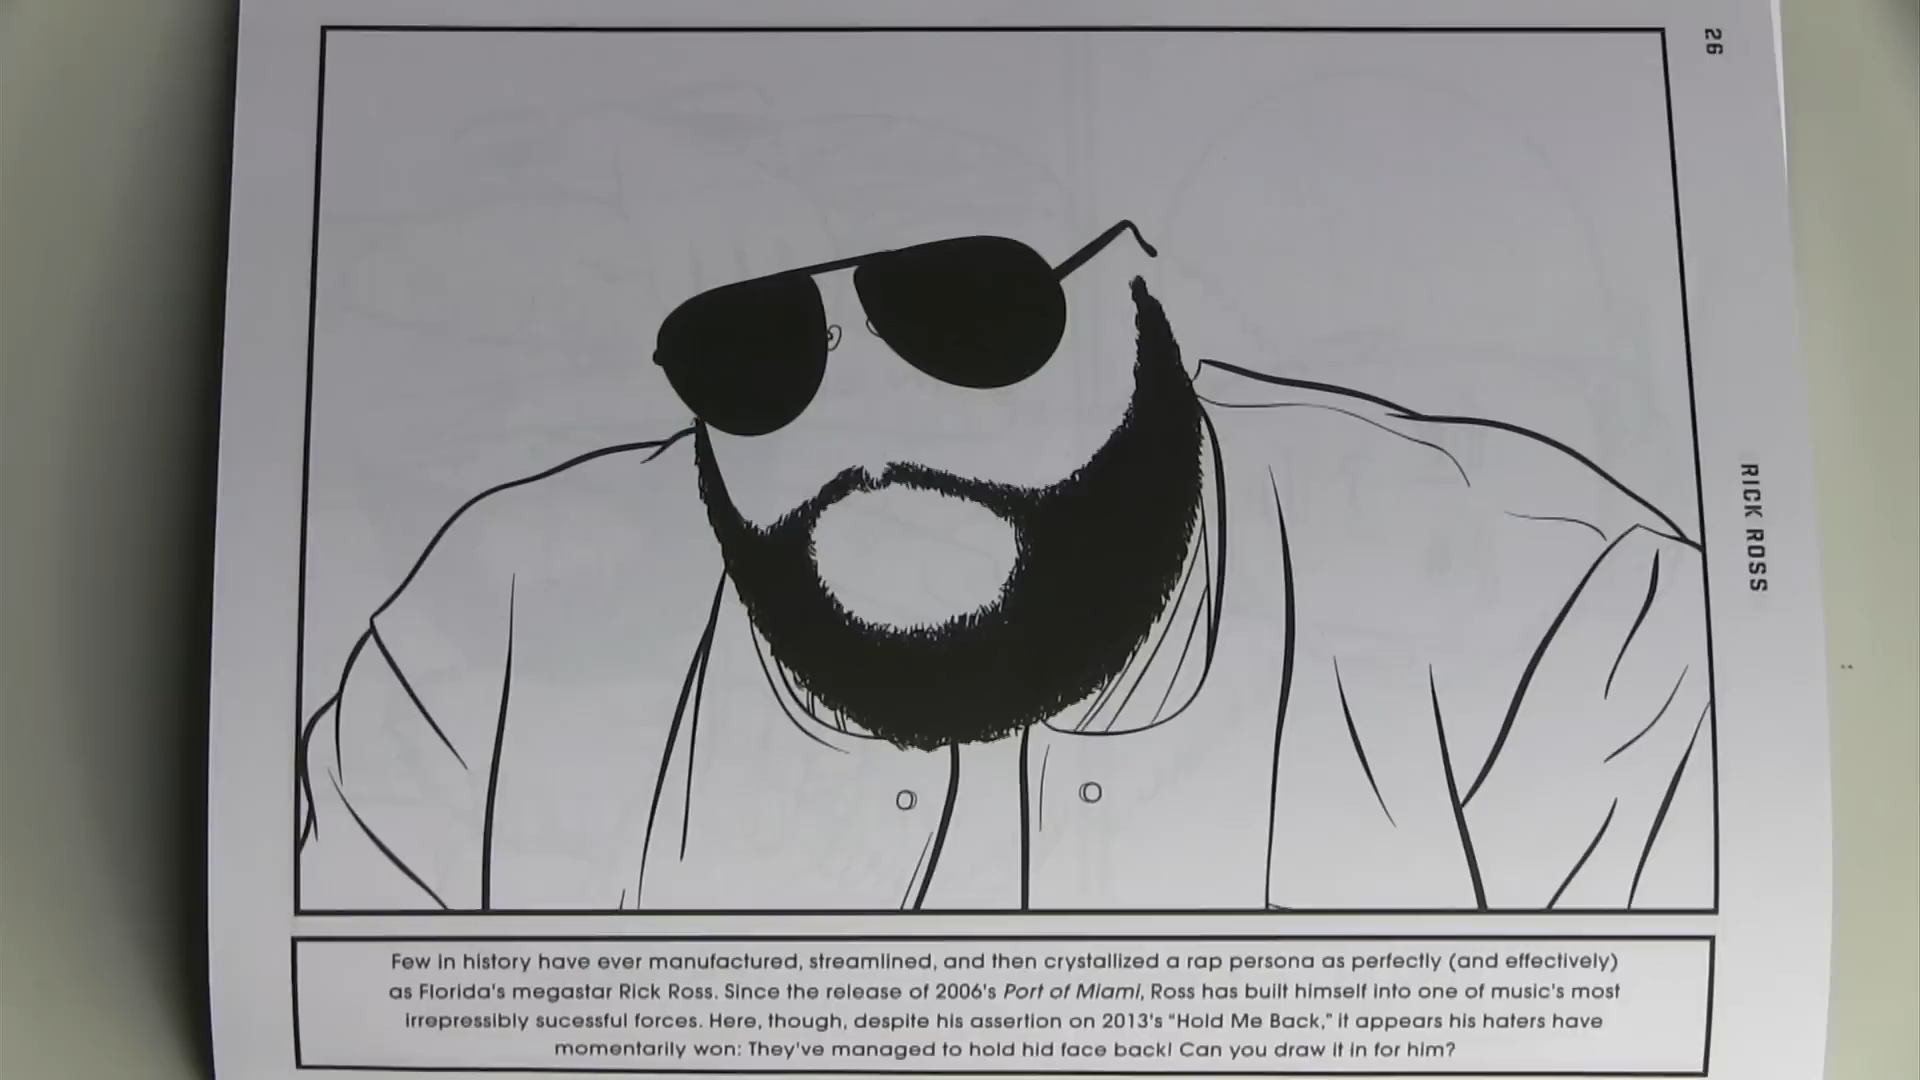 26
RICK ROSS
Few in history have ever manufactured, streamlined, and then crystallized a rap persona as perfectly (and effectively)
as Florida's megastar Rick Ross. Since the release of 2006's Port of Miami, Ross has built himself into one of music's most
irrepressibly sucessful forces. Here, though, despite his assertion on 2013's "Hold Me Back," it appears his haters have
momentarily won: They've managed to hold hid face back! Can you draw it in for him?